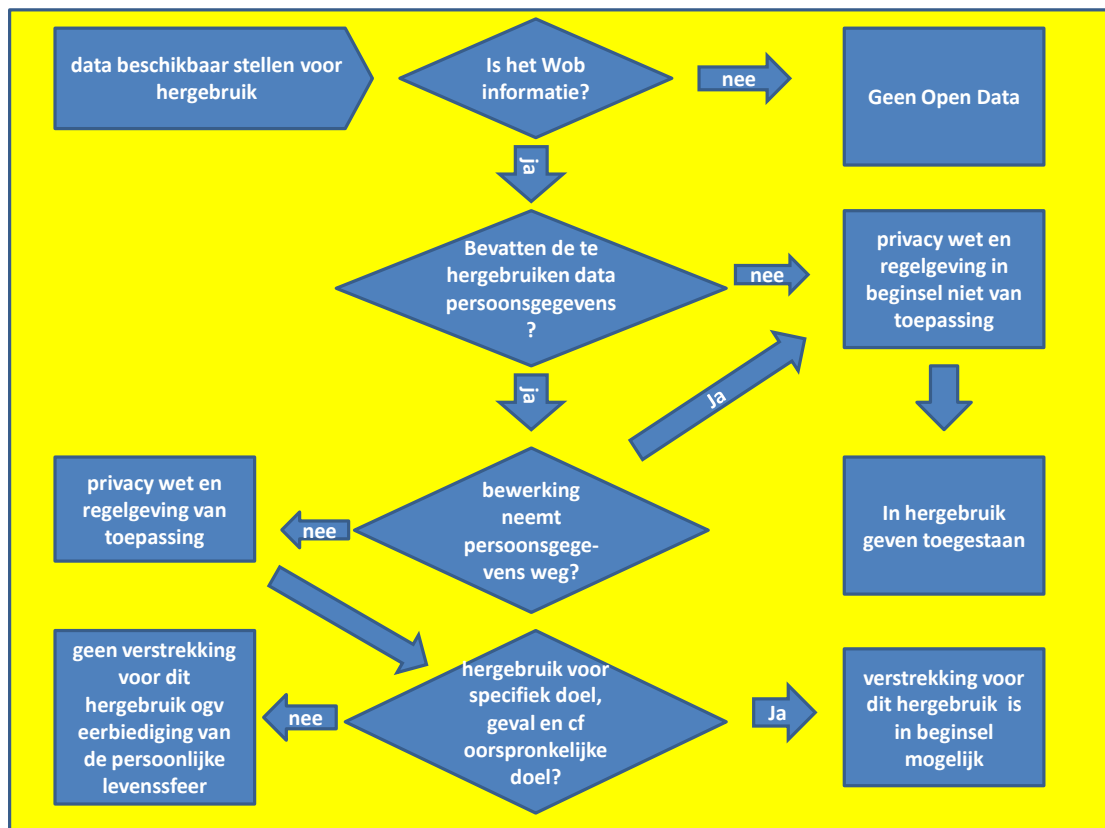 data beschikbaar stellen voor
hergebruik
Is het Wob
informatie?
nee
Geen Open Data
ja
Bevatten de te
hergebruiken data
persoonsgegevens
?
nee
privacy wet en
regelgeving in
beginsel niet van
toepassing
ja
Ja
privacy wet en
regelgeving van
toepassing
nee
bewerking
neemt
persoonsgege-
vens weg?
In hergebruik
geven toegestaan
geen verstrekking
voor dit
hergebruik ogv
eerbiediging van
de persoonlijke
levenssfeer
nee
hergebruik voor
specifiek doel,
geval en cf
oorspronkelijke
doel?
Ja
verstrekking voor
dit hergebruik is
in beginsel
mogelijk